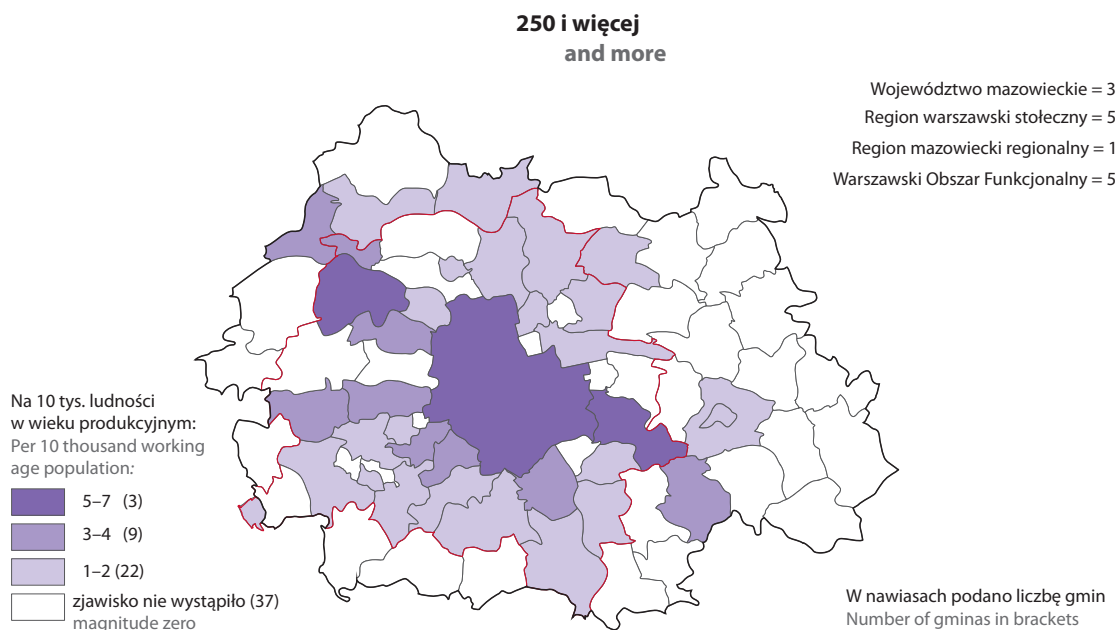 250 i więcej
and more
Województwo mazowieckie = 3
Region warszawski stołeczny = 5
Region mazowiecki regionalny = 1
Warszawski Obszar Funkcjonalny = 5
Na 10 tys. ludności
w wieku produkcyjnym:
Per 10 thousand working
age population:
5–7 (3)
3–4 (9)
1–2 (22)
zjawisko nie wystąpiło (37)
magnitude zero
W nawiasach podano liczbę gmin
Number of gminas in brackets